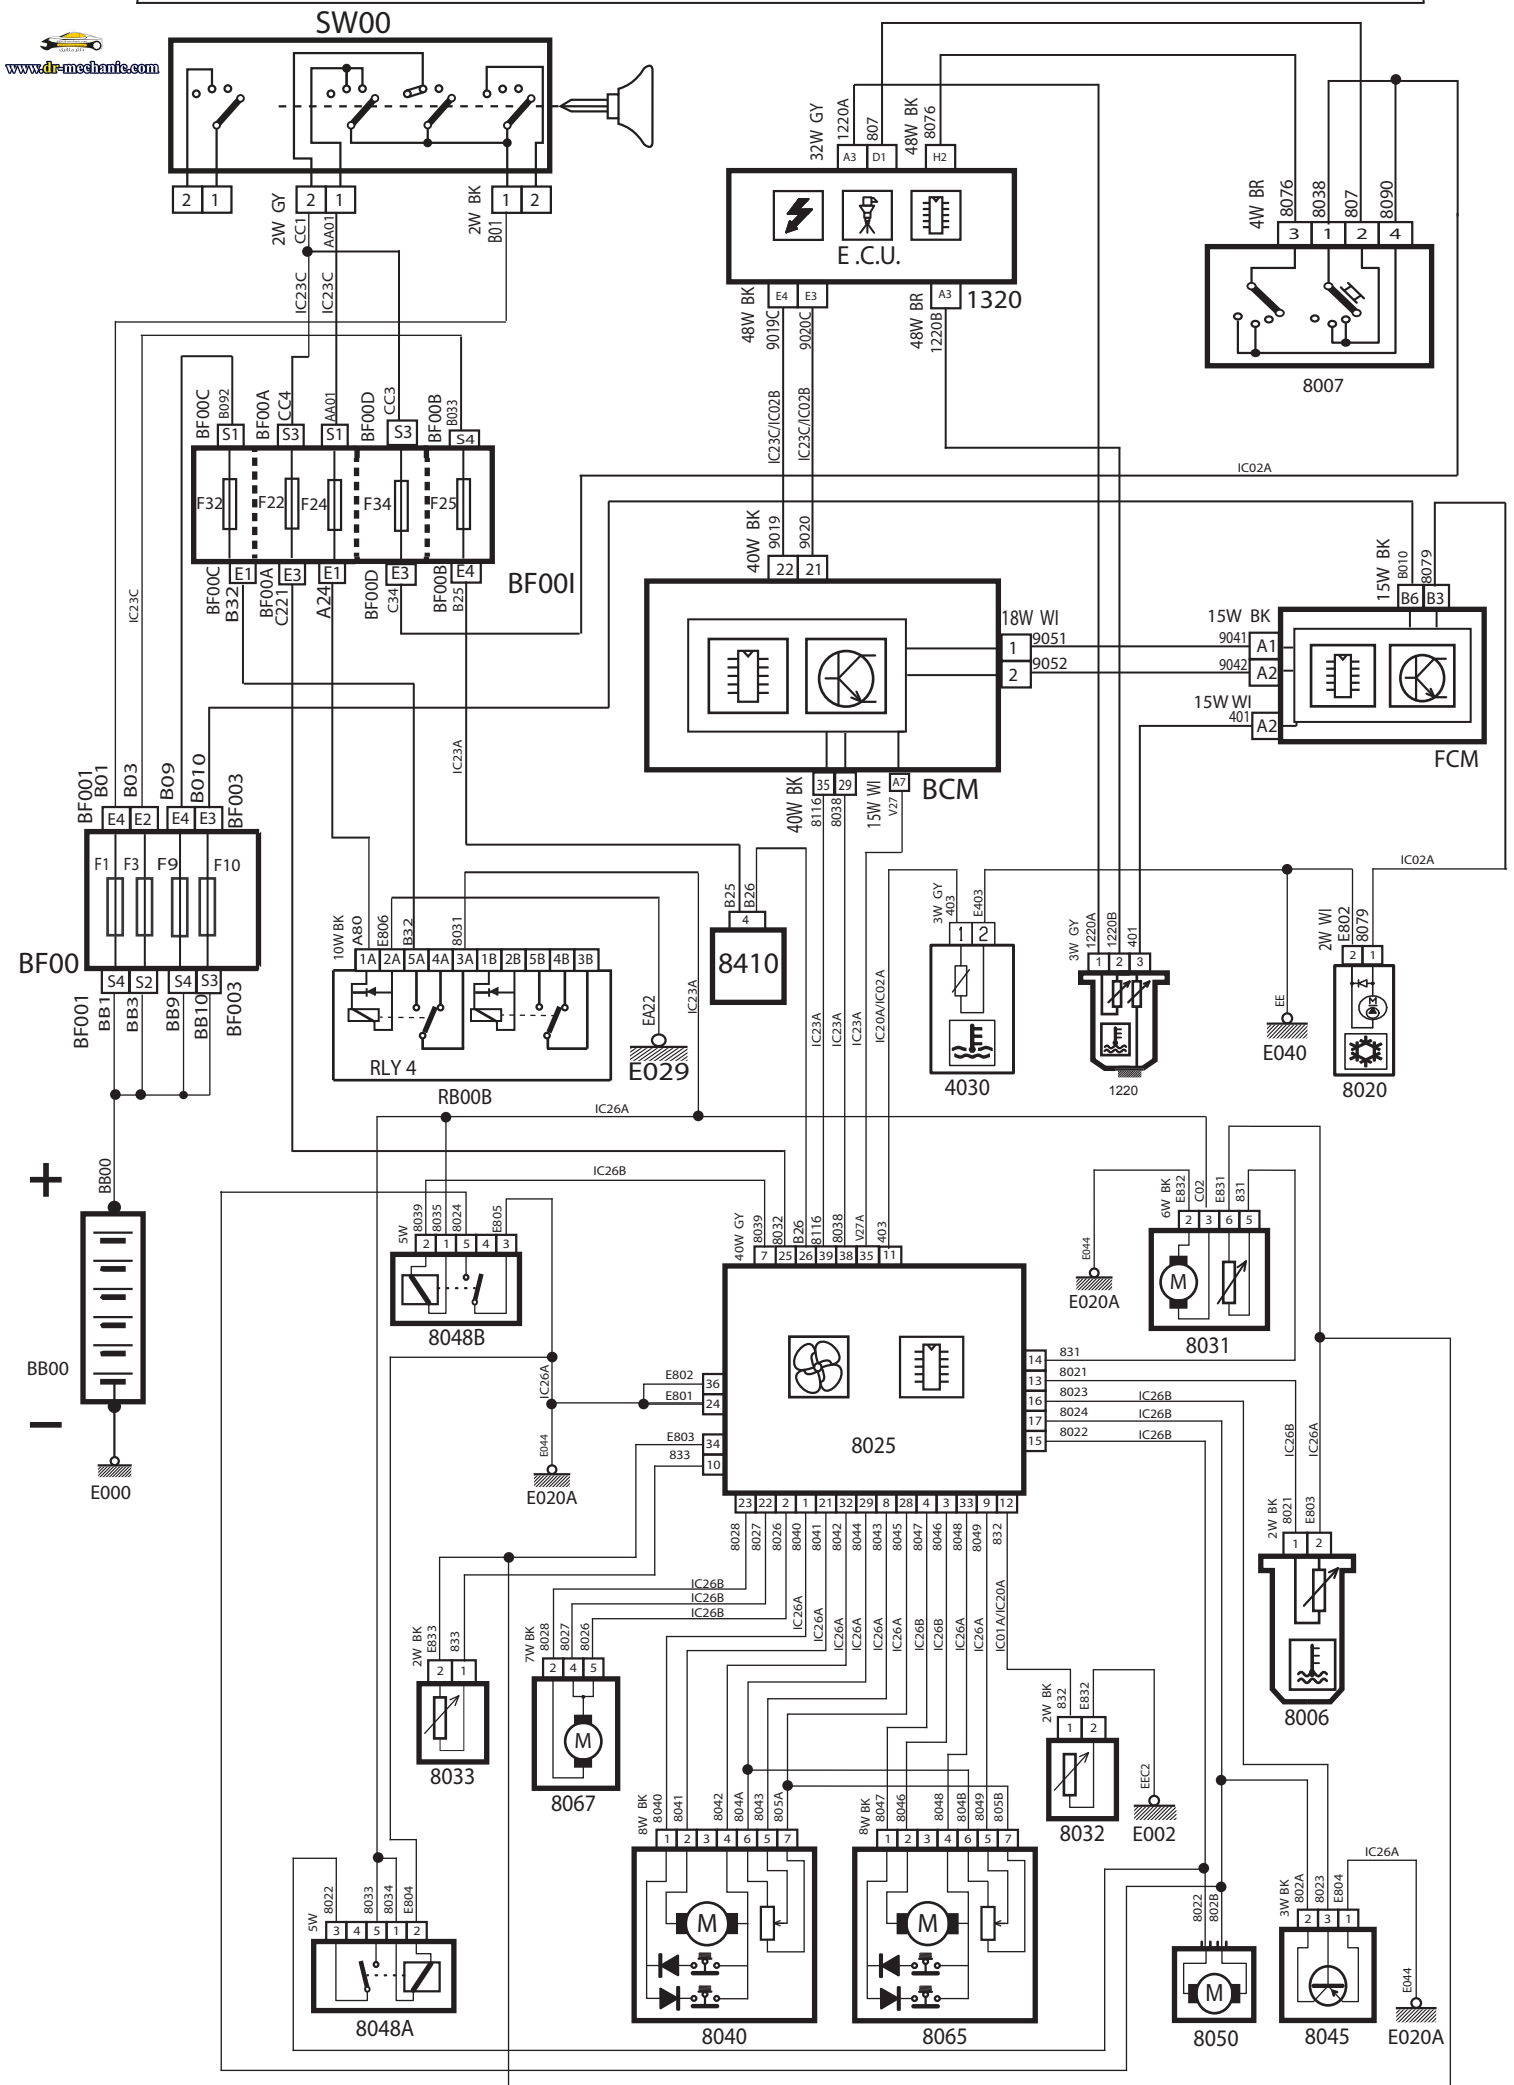 SW00
www.dr-mechanic.com
2 1
2 1
1 2
2W GY
CC1
AA01
2W BK
B01
IC23C
IC23C
32W GY
1220A
807
48W BK
8076
A3 D1 H2
E .C.U.
1320
E4 E3 A3
48W BK
9019C
9020C
48W BR
1220B
IC23C/IC02B
IC23C/IC02B
4W BR
8076
8038
807
8090
3 1 2 4
8007
IC02A
BF00C
B092
BF00A
CC4
AA01
BF00D
CC3
BF00B
B033
S1 S3 S1 S3 S4
F32 F22 F24 F34 F25
E1 E3 E1 E3 E4
BF00I
BF00C
B32
BF00A
C221
A24
BF00D
C34
BF00B
B25
IC23C
IC23A
40W BK
9019
9020
22 21
18W WI
1 9051
2 9052
BCM
35 29 A7
40W BK
8116
8038
15W WI
V27
15W BK
B010
8079
B6 B3
15W BK
9041 A1
9042 A2
15W WI
401 A2
FCM
BF001
B01
B03
B09
B010
BF003
E4 E2 E4 E3
F1 F3 F9 F10
BF00
S4 S2 S4 S3
BF001
BB1
BB3
BB9
BB10
BF003
BB00
+
BB00
−
E000
10W BK
A80
E806
B32
8031
1A 2A 5A 4A 3A 1B 2B 5B 4B 3B
RLY 4
RB00B
EA22
E029
IC23A
B25
B26
4
8410
IC23A
IC23A
IC23A
IC20A/IC02A
3W GY
403
E403
1 2
4030
3W GY
1220A
1220B
401
1 2 3
1220
EE
E040
IC02A
2W WI
E802
8079
2 1
8020
IC26A
IC26B
5W
8039
8035
8024
E805
2 1 5 4 3
8048B
IC26A
E044
E020A
40W GY
8039
8032
B26
8116
8038
V27A
403
7 25 26 39 38 35 11
8025
E802 36
E801 24
E803 34
833 10
14 831
13 8021
16 8023 IC26B
17 8024 IC26B
15 8022 IC26B
23 22 2 1 21 32 29 8 28 4 3 33 9 12
8028
8027
8026
8040
8041
8042
8044
8043
8045
8047
8046
8048
8049
832
E044
E020A
6W BK
E832
C02
E831
831
2 3 6 5
M
8031
IC26B
IC26A
2W BK
8021
E803
1 2
8006
IC26B
IC26B
IC26B
IC26A
IC26A
IC26A
IC26A
IC26A
IC26A
IC26B
IC26B
IC26A
IC26A
IC01A/IC20A
2W BK
E833
833
2 1
8033
7W BK
8028
8027
8026
2 4 5
M
8067
2W BK
832
E832
1 2
8032
EEC2
E002
5W
8022
8033
8034
E804
3 4 5 1 2
8048A
8W BK
8040
8041
8042
804A
8043
805A
1 2 3 4 6 5 7
M
8040
8W BK
8047
8046
8048
804B
8049
805B
1 2 3 4 6 5 7
M
8065
8022
802B
M
8050
3W BK
802A
8023
E804
2 3 1
8045
IC26A
E044
E020A